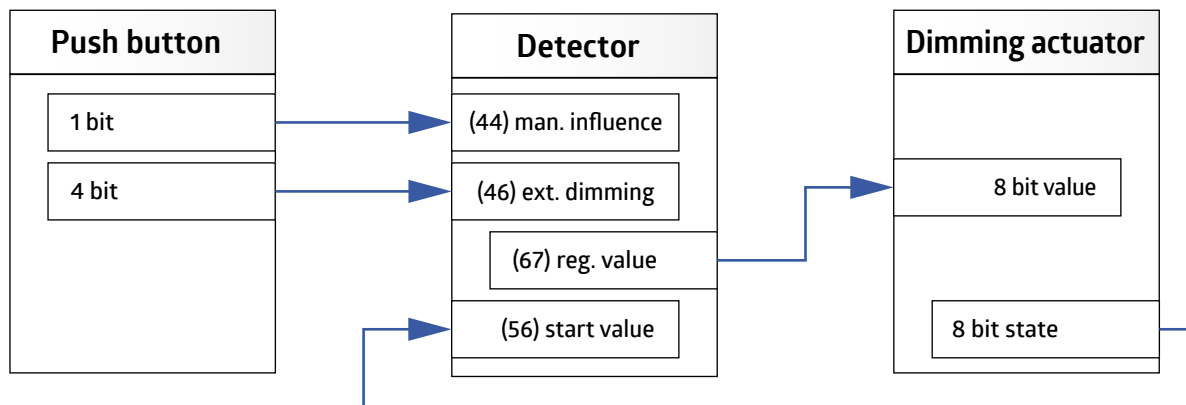 Push button
1 bit
4 bit
Detector
(44) man. influence
(46) ext. dimming
(67) reg. value
(56) start value
Dimming actuator
8 bit value
8 bit state